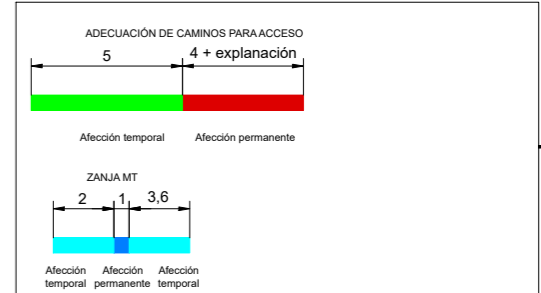 ADECUACIÓN DE CAMINOS PARA ACCESO
5 4 + explanación
Afección temporal Afección permanente
ZANJA MT
2 1 3,6
Afección Afección Afección
temporal permanente temporal